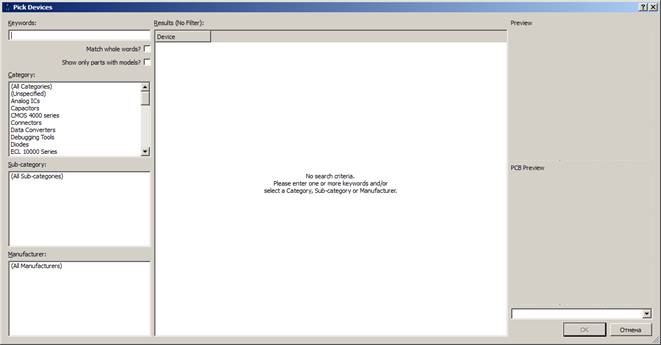 Pick Devices
Keywords:
Match whole words?
Show only parts with models?
Category:
(All Categories)
(Unspecified)
Analog ICs
Capacitors
CMOS 4000 series
Connectors
Data Converters
Debugging Tools
Diodes
ECL 10000 Series
Sub-category:
(All Sub-categories)
Manufacturer:
(All Manufacturers)
Results (No Filter):
Device
No search criteria.
Please enter one or more keywords and/or
select a Category, Sub-category or Manufacturer.
Preview
PCB Preview
OK
Отмена